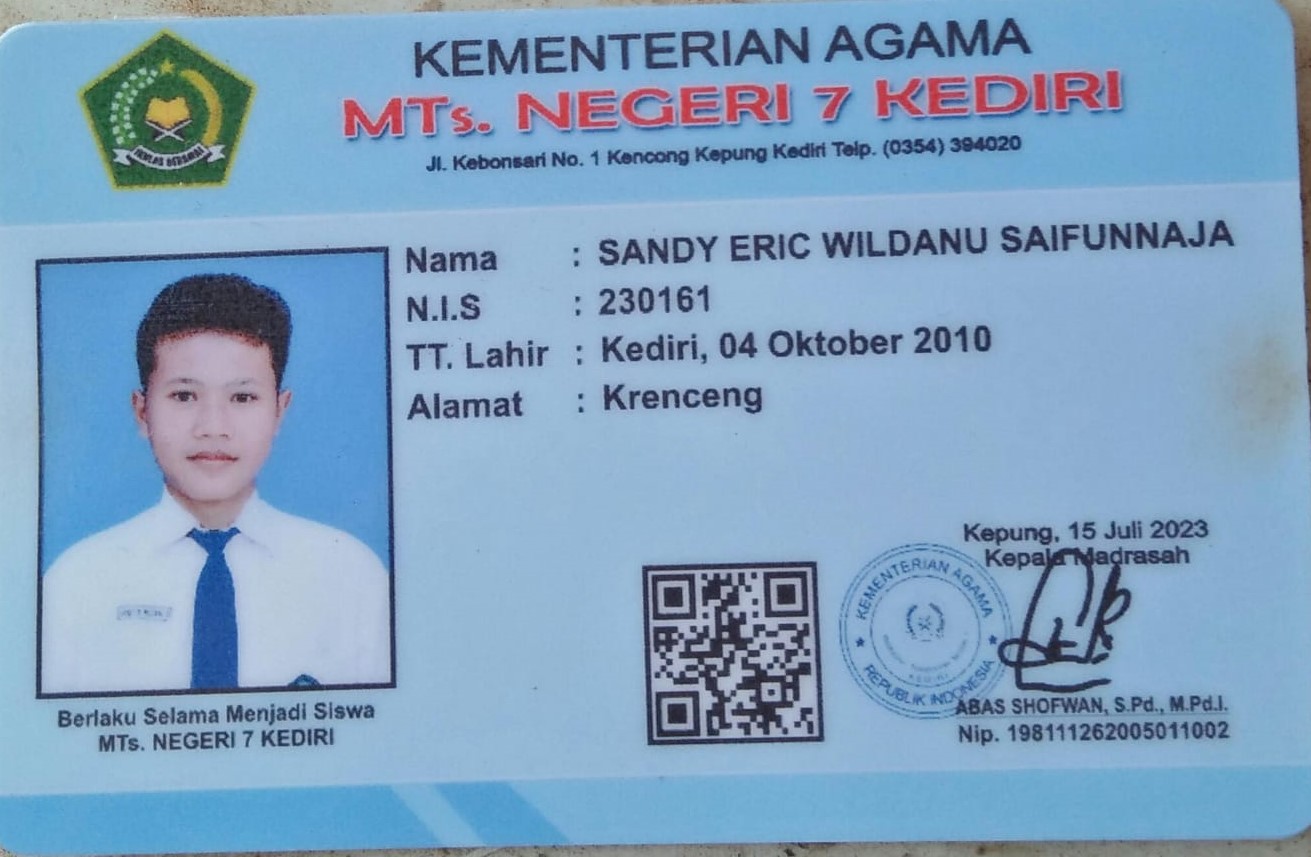 KEMENTERIAN AGAMA
MTs. NEGERI 7 KEDIRI
Jl. Kebonsari No. 1 Kencong Kepung Kediri Telp. (0354) 394020
IKHLAS BERAMAL
Nama : SANDY ERIC WILDANU SAIFUNNAJA
N.I.S : 230161
TT. Lahir : Kediri, 04 Oktober 2010
Alamat : Krenceng
Berlaku Selama Menjadi Siswa
MTs. NEGERI 7 KEDIRI
Kepung, 15 Juli 2023
Kepala Madrasah
KEMENTERIAN AGAMA
REPUBLIK INDONESIA
ABAS SHOFWAN, S.Pd., M.Pd.I.
Nip. 198111262005011002